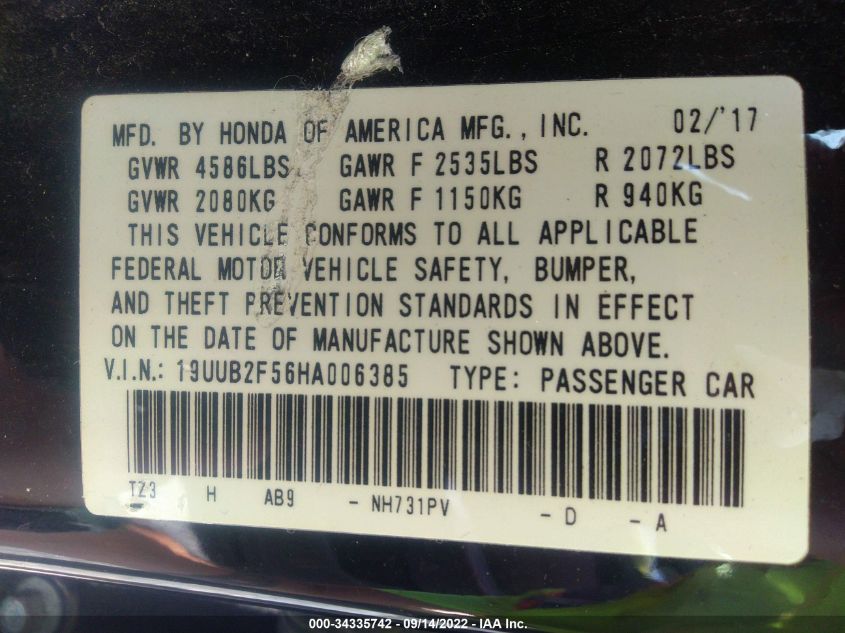 MFD. BY HONDA OF AMERICA MFG., INC. 02/'17
GVWR 4586LBS GAWR F 2535LBS R 2072LBS
GVWR 2080KG GAWR F 1150KG R 940KG
THIS VEHICLE CONFORMS TO ALL APPLICABLE
FEDERAL MOTOR VEHICLE SAFETY, BUMPER,
AND THEFT PREVENTION STANDARDS IN EFFECT
ON THE DATE OF MANUFACTURE SHOWN ABOVE.
V.I.N.: 19UUB2F56HA006385 TYPE: PASSENGER CAR
TZ3 H AB9 - NH731PV - D - A
000-34335742 - 09/14/2022 - IAA Inc.